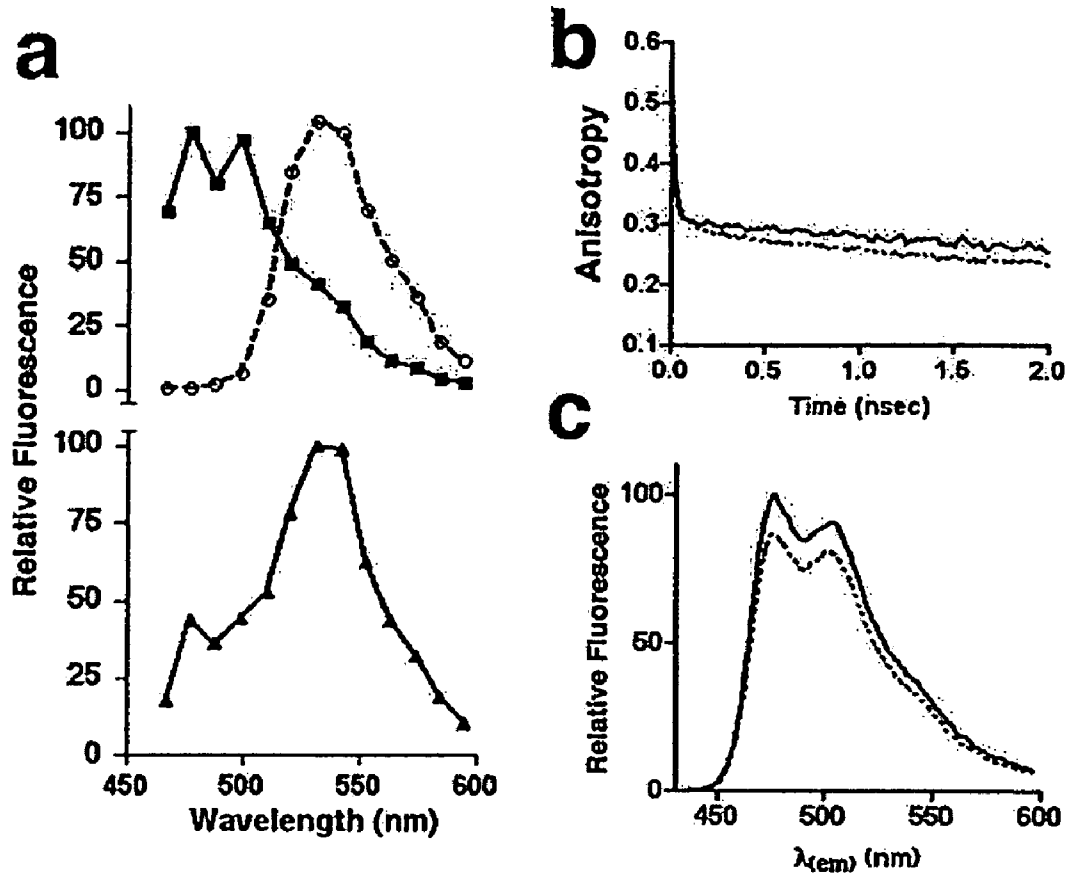 a
100
75
50
25
0
100
75
50
25
0
Relative Fluorescence
450 500 550 600
Wavelength (nm)
b
0.6
0.5
0.4
0.3
0.2
0.1
Anisotropy
0.0 0.5 1.0 1.5 2.0
Time (nsec)
c
100
50
0
Relative Fluorescence
450 500 550 600
λ(em) (nm)